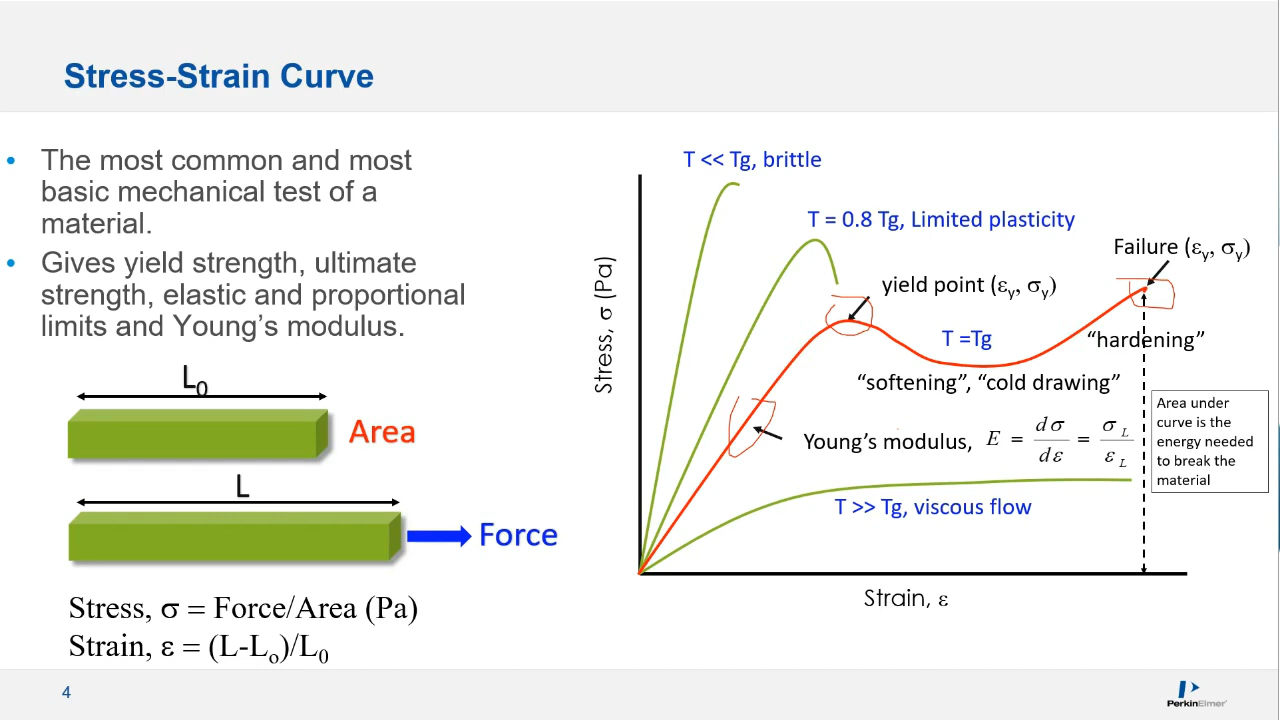 Stress-Strain Curve
• The most common and most
basic mechanical test of a
material.
• Gives yield strength, ultimate
strength, elastic and proportional
limits and Young's modulus.
L0
Area
L
Force
Stress, σ = Force/Area (Pa)
Strain, ε = (L-Lo)/L0
T << Tg, brittle
T = 0.8 Tg, Limited plasticity
Failure (εy, σy)
yield point (εy, σy)
T =Tg
"hardening"
"softening", "cold drawing"
Young's modulus, E = dσ/dε = σL/εL
Area under
curve is the
energy needed
to break the
material
T >> Tg, viscous flow
Stress, σ (Pa)
Strain, ε
4
PerkinElmer